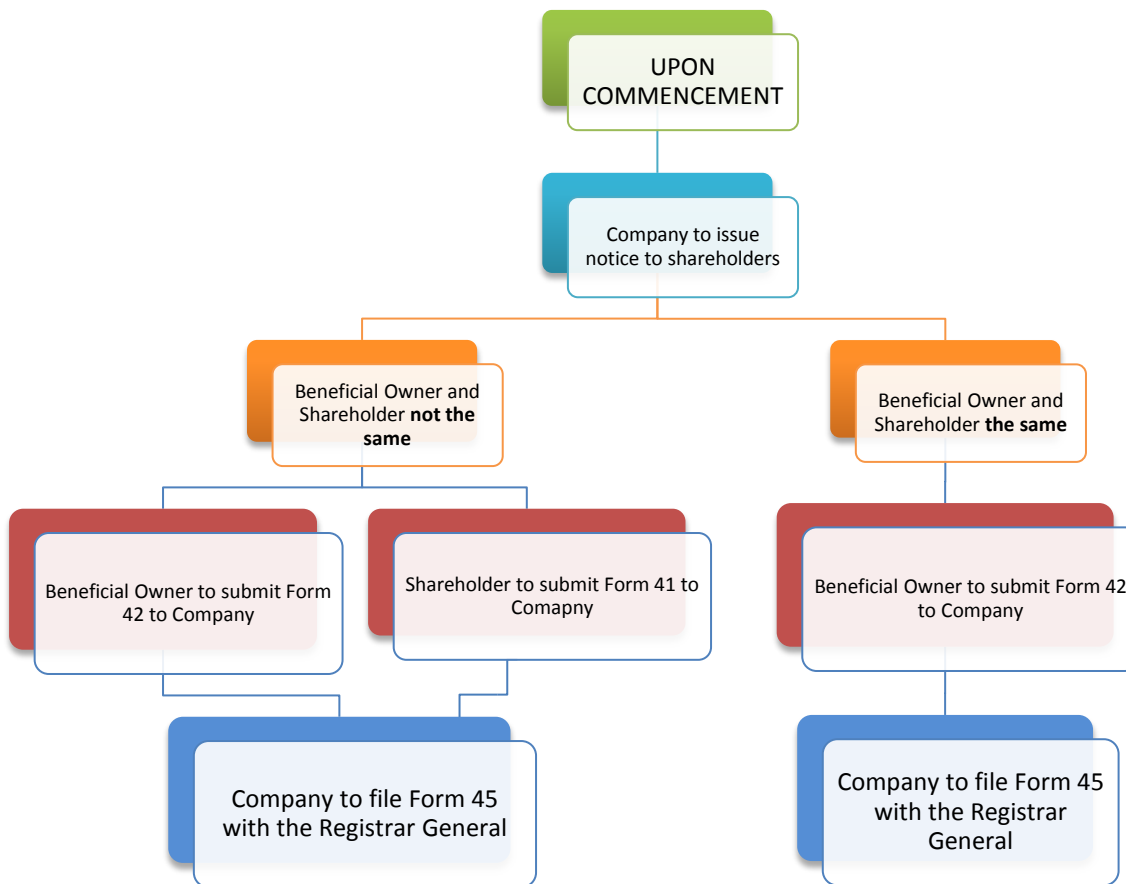 UPON
COMMENCEMENT
Company to issue
notice to shareholders
Beneficial Owner and
Shareholder not the
same
Beneficial Owner and
Shareholder the same
Beneficial Owner to submit Form
42 to Company
Shareholder to submit Form 41 to
Comapny
Beneficial Owner to submit Form 42
to Company
Company to file Form 45
with the Registrar General
Company to file Form 45
with the Registrar
General